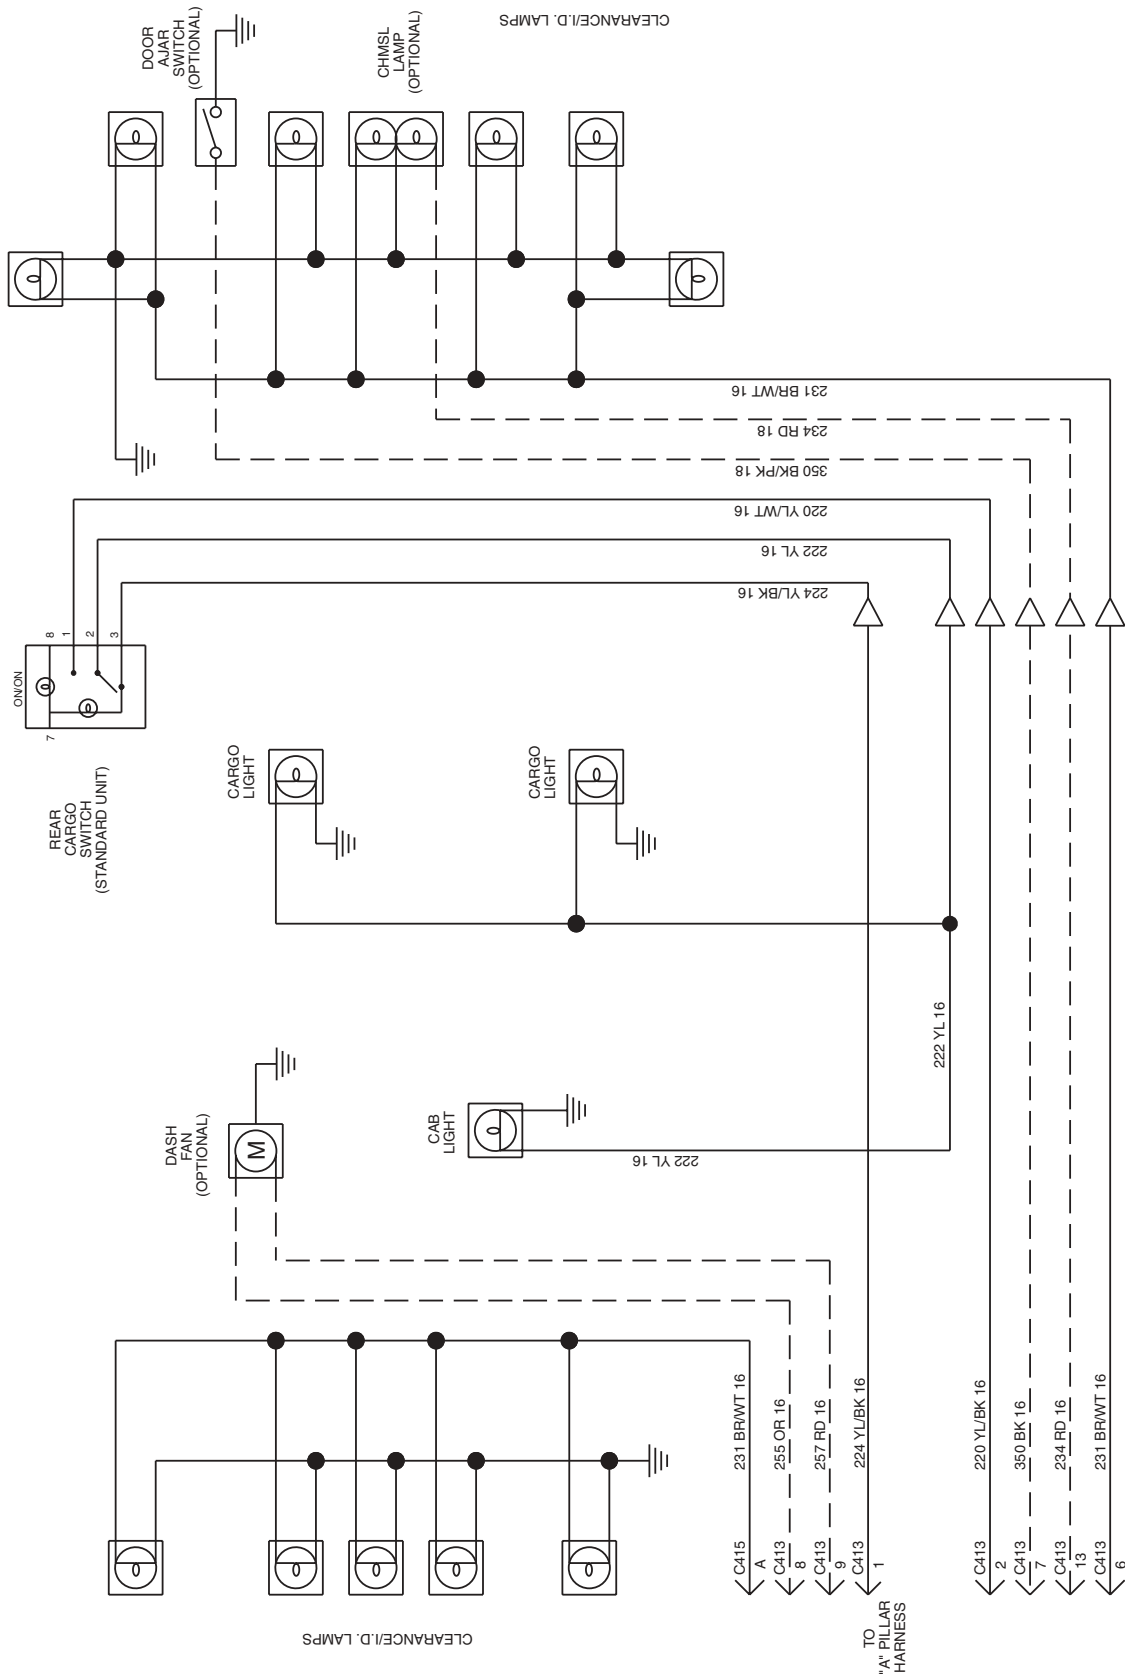 CLEARANCE/I.D. LAMPS
DOOR
AJAR
SWITCH
(OPTIONAL)
CHMSL
LAMP
(OPTIONAL)
231 BR/WT 16
234 RD 18
350 BK/PK 18
220 YL/WT 16
222 YL 16
224 YL/BK 16
ON/ON
8
1
2
3
7
REAR
CARGO
SWITCH
(STANDARD UNIT)
CARGO
LIGHT
CARGO
LIGHT
222 YL 16
DASH
FAN
(OPTIONAL)
M
CAB
LIGHT
222 YL 16
231 BR/WT 16
255 OR 16
257 RD 16
224 YL/BK 16
220 YL/BK 16
350 BK 16
234 RD 16
231 BR/WT 16
C415
A
C413
8
C413
9
C413
1
C413
2
C413
7
C413
13
C413
6
TO
"A" PILLAR
HARNESS
CLEARANCE/I.D. LAMPS